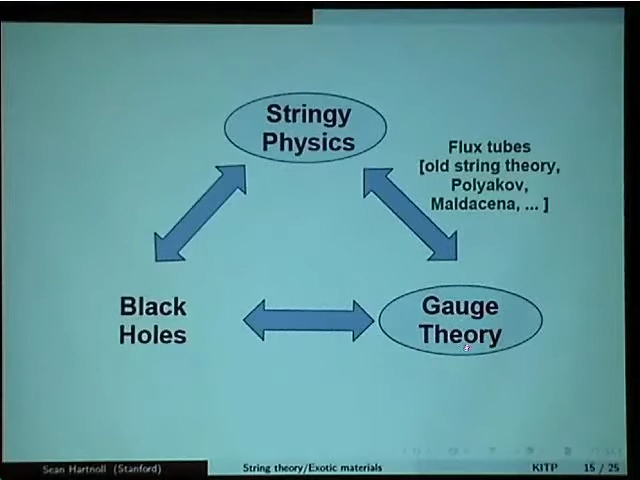 Stringy
Physics
Flux tubes
[old string theory,
Polyakov,
Maldacena, ... ]
Black
Holes
Gauge
Theory
Sean Hartnoll (Stanford)
String theory/Exotic materials
KITP
15 / 25